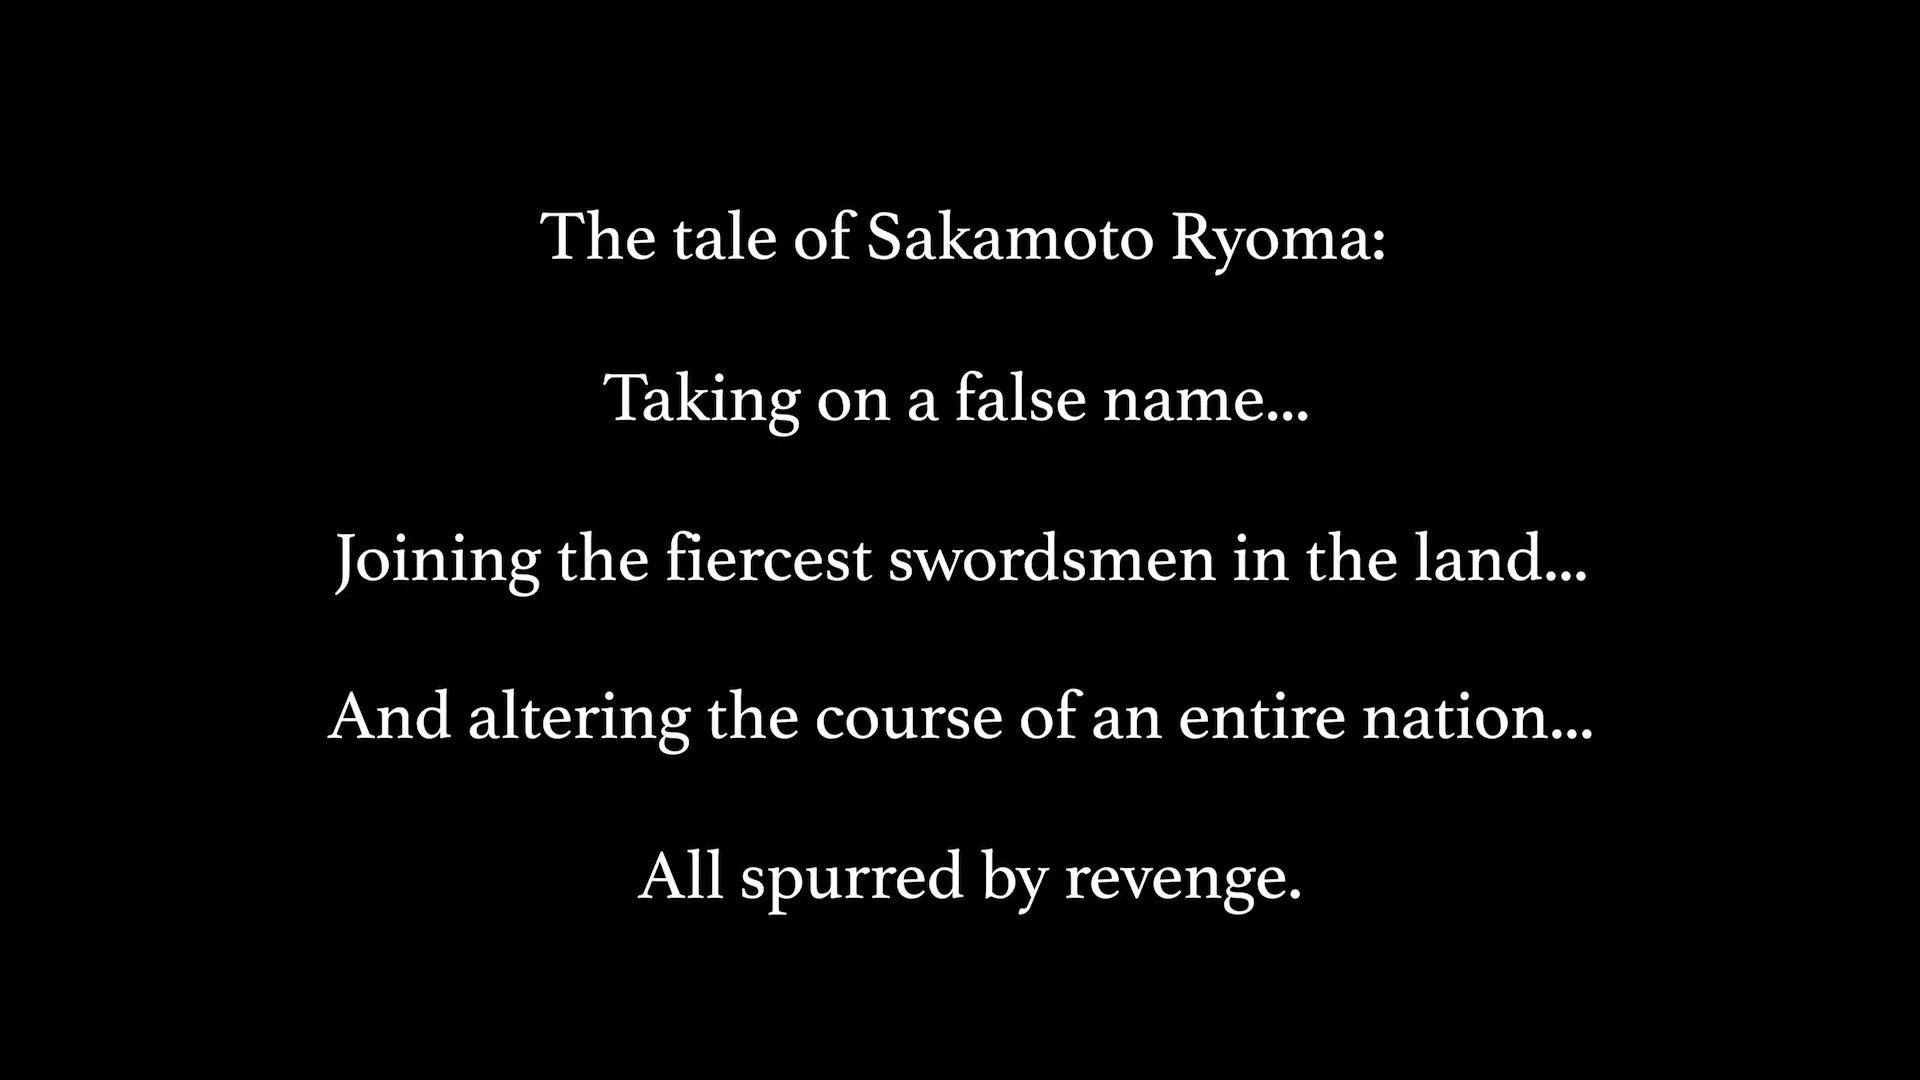 The tale of Sakamoto Ryoma:
Taking on a false name...
Joining the fiercest swordsmen in the land...
And altering the course of an entire nation...
All spurred by revenge.